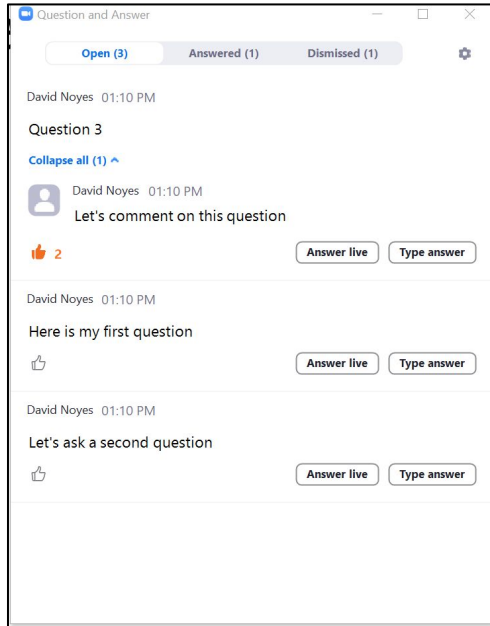 Question and Answer
Open (3) Answered (1) Dismissed (1)
David Noyes 01:10 PM
Question 3
Collapse all (1)
David Noyes 01:10 PM
Let's comment on this question
2 Answer live Type answer
David Noyes 01:10 PM
Here is my first question
Answer live Type answer
David Noyes 01:10 PM
Let's ask a second question
Answer live Type answer